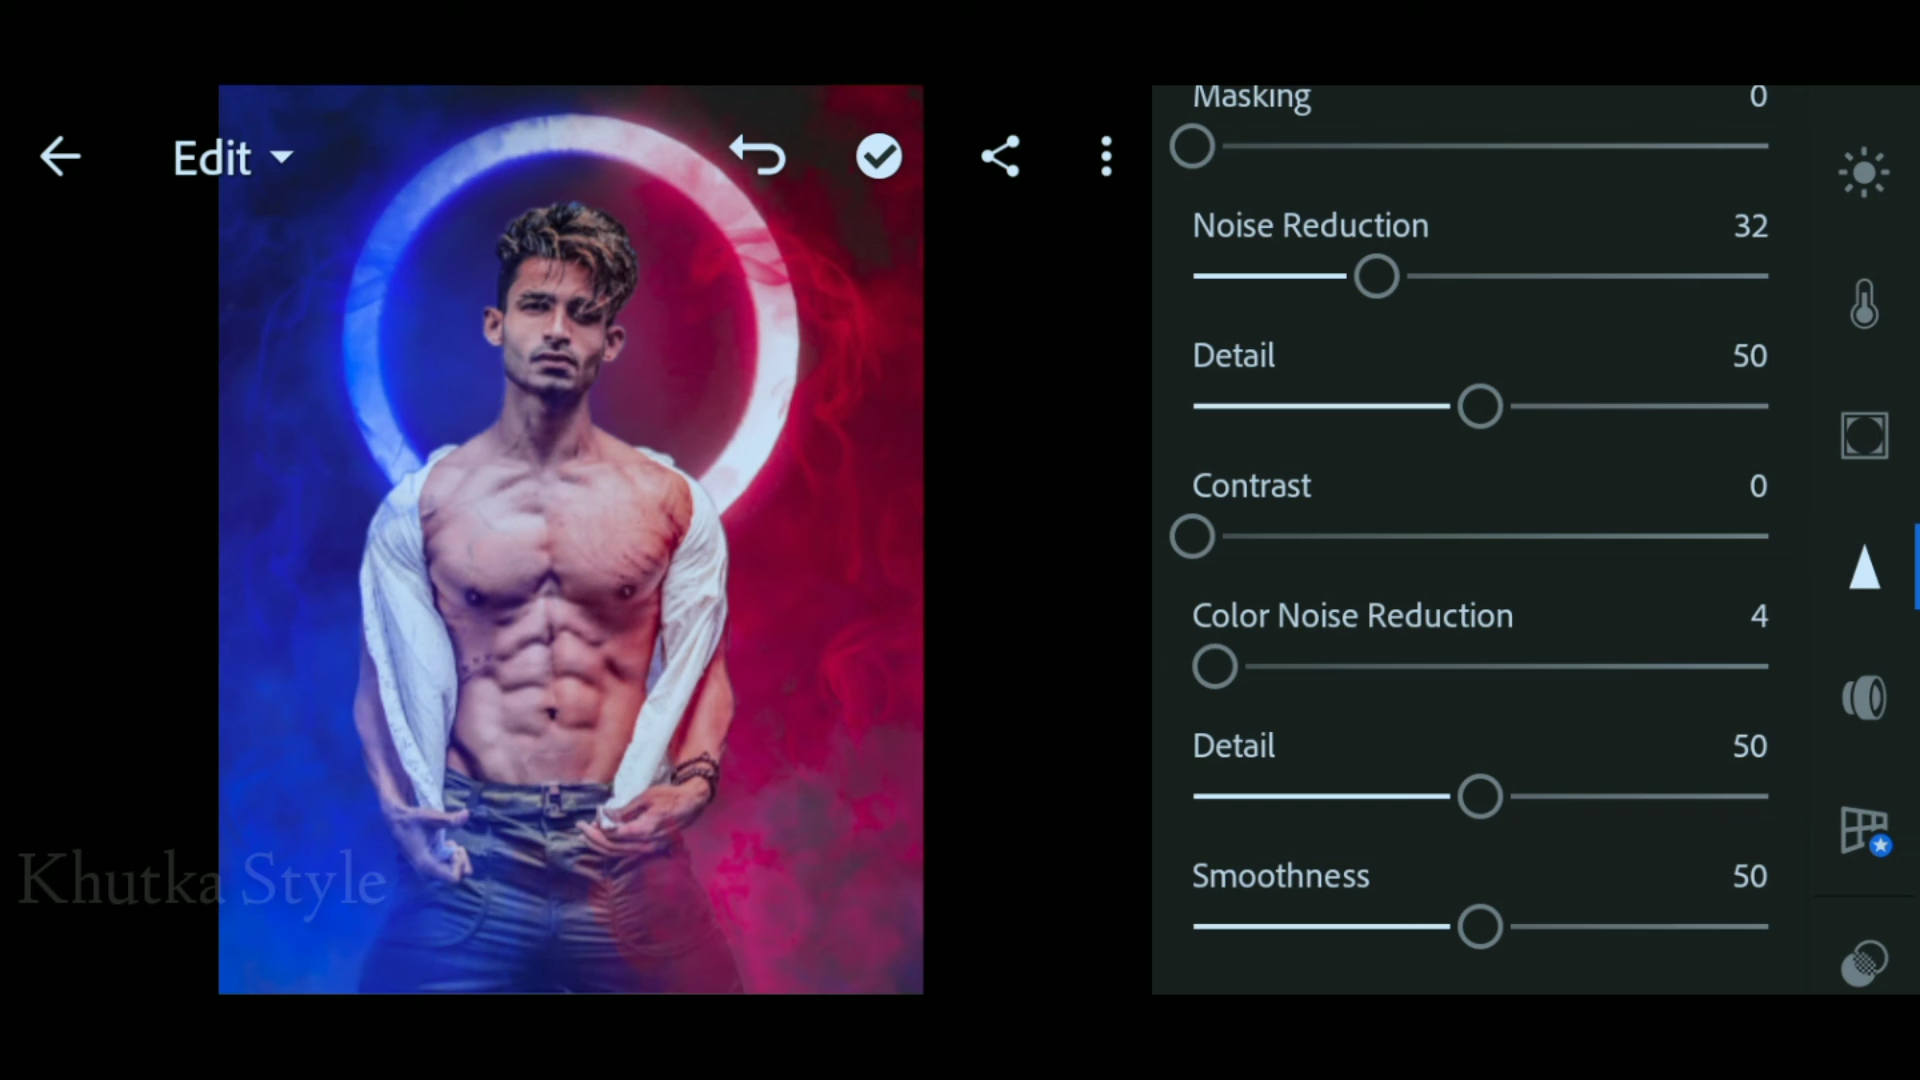 Edit
Masking 0
Noise Reduction 32
Detail 50
Contrast 0
Color Noise Reduction 4
Detail 50
Smoothness 50
Khutka Style